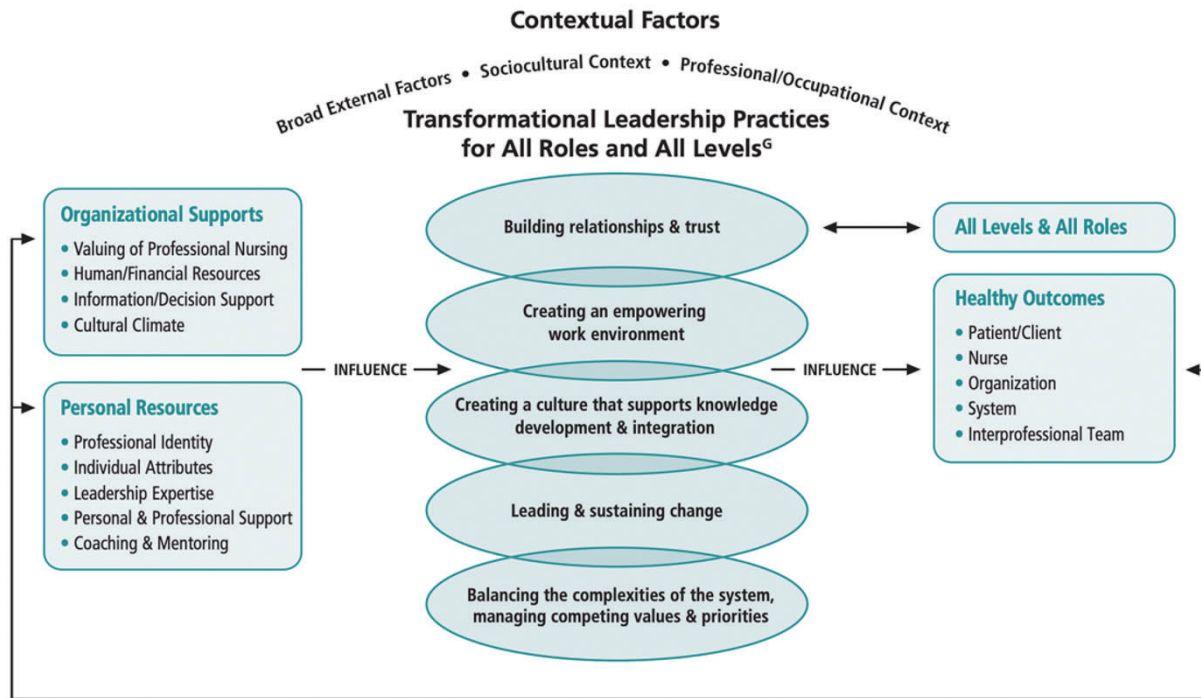 Contextual Factors
Broad External Factors • Sociocultural Context • Professional/Occupational Context
Transformational Leadership Practices
for All Roles and All Levelsᴳ
Organizational Supports
• Valuing of Professional Nursing
• Human/Financial Resources
• Information/Decision Support
• Cultural Climate
Personal Resources
• Professional Identity
• Individual Attributes
• Leadership Expertise
• Personal & Professional Support
• Coaching & Mentoring
INFLUENCE
Building relationships & trust
Creating an empowering
work environment
Creating a culture that supports knowledge
development & integration
Leading & sustaining change
Balancing the complexities of the system,
managing competing values & priorities
INFLUENCE
All Levels & All Roles
Healthy Outcomes
• Patient/Client
• Nurse
• Organization
• System
• Interprofessional Team